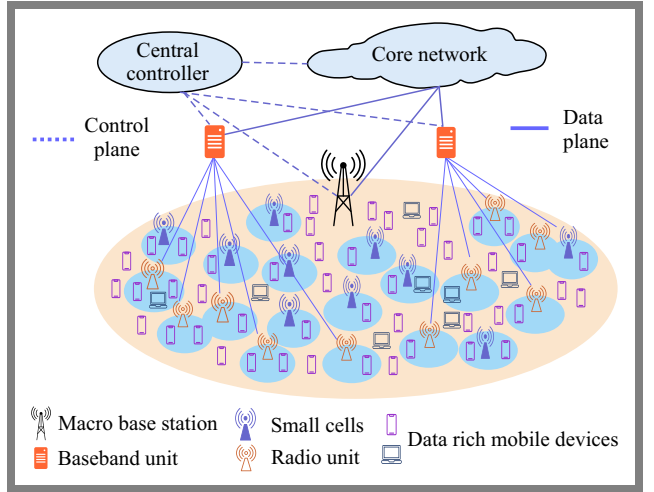 Central
controller
Core network
Control
plane
Data
plane
Macro base station
Small cells
Data rich mobile devices
Baseband unit
Radio unit